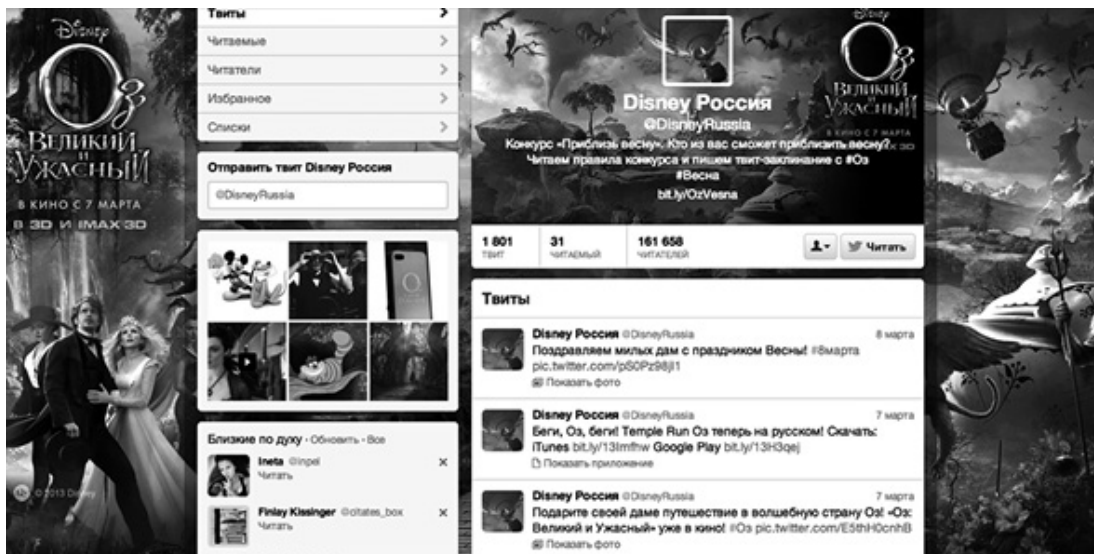 Disney
Оз
ВЕЛИКИЙ
И
УЖАСНЫЙ
В КИНО С 7 МАРТА
В 3D И IMAX 3D
© 2013 Disney
Твиты
Читаемые
Читатели
Избранное
Списки
Отправить твит Disney Россия
@DisneyRussia
Близкие по духу · Обновить · Все
Ineta @inpel
Читать
Finlay Kissinger @citates_box
Читать
Disney
Оз
ВЕЛИКИЙ
И
УЖАСНЫЙ
В КИНО С 7 МАРТА
Disney Россия
@DisneyRussia
Конкурс «Приблизь весну». Кто из вас сможет приблизить весну?
Читаем правила конкурса и пишем твит-заклинание с #Оз
#Весна
bit.ly/OzVesna
1 801 ТВИТ
31 ЧИТАЕМЫЙ
161 658 ЧИТАТЕЛЕЙ
Читать
Твиты
Disney Россия @DisneyRussia 8 марта
Поздравляем милых дам с праздником Весны! #8марта
pic.twitter.com/pS0Pz98jl1
Показать фото
Disney Россия @DisneyRussia 7 марта
Беги, Оз, беги! Temple Run Оз теперь на русском! Скачать:
iTunes bit.ly/13Imfhw Google Play bit.ly/13H3qej
Показать приложение
Disney Россия @DisneyRussia 7 марта
Подарите своей даме путешествие в волшебную страну Оз! «Оз:
Великий и Ужасный» уже в кино! #Оз pic.twitter.com/E5thH0cnhB
Показать фото